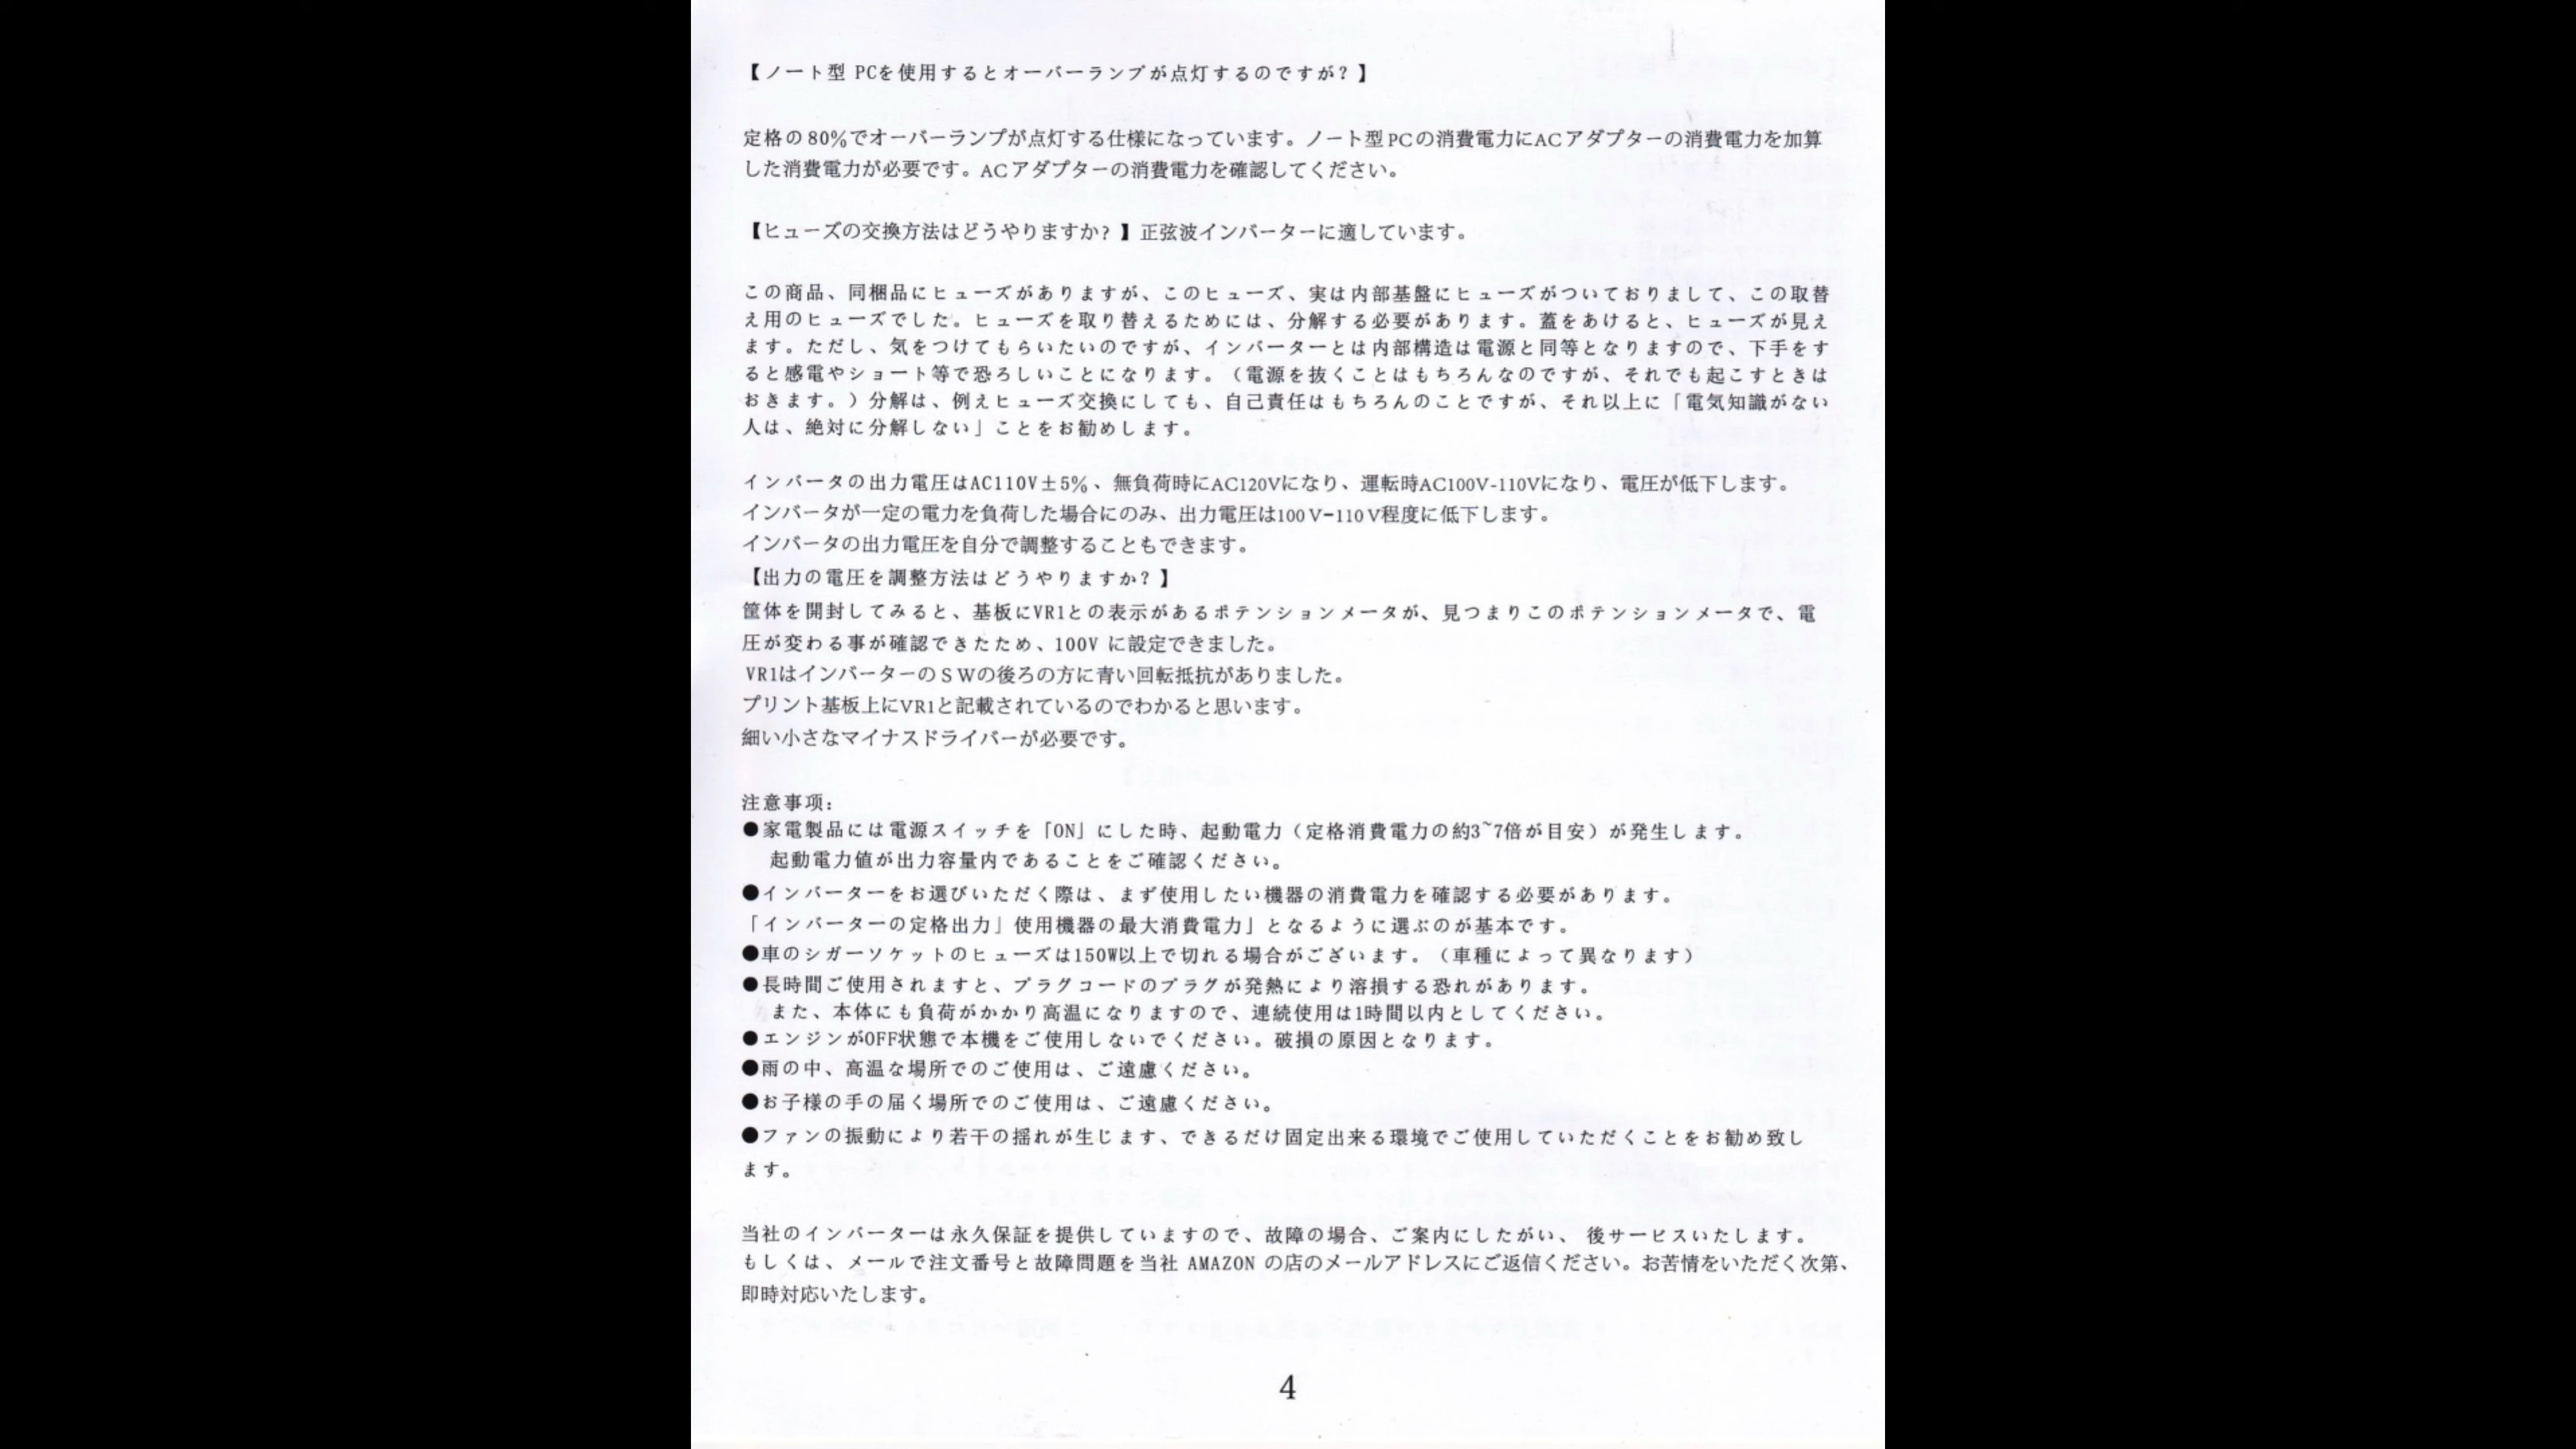 【ノート型 PCを使用するとオーバーランプが点灯するのですが?】
定格の80%でオーバーランプが点灯する仕様になっています。ノート型PCの消費電力にACアダプターの消費電力を加算
した消費電力が必要です。ACアダプターの消費電力を確認してください。
【ヒューズの交換方法はどうやりますか?】正弦波インバーターに適しています。
この商品、同梱品にヒューズがありますが、このヒューズ、実は内部基盤にヒューズがついておりまして、この取替
え用のヒューズでした。ヒューズを取り替えるためには、分解する必要があります。蓋をあけると、ヒューズが見え
ます。ただし、気をつけてもらいたいのですが、インバーターとは内部構造は電源と同等となりますので、下手をす
ると感電やショート等で恐ろしいことになります。（電源を抜くことはもちろんなのですが、それでも起こすときは
おきます。）分解は、例えヒューズ交換にしても、自己責任はもちろんのことですが、それ以上に「電気知識がない
人は、絶対に分解しない」ことをお勧めします。
インバータの出力電圧はAC110V±5%、無負荷時にAC120Vになり、運転時AC100V-110Vになり、電圧が低下します。
インバータが一定の電力を負荷した場合にのみ、出力電圧は100V-110V程度に低下します。
インバータの出力電圧を自分で調整することもできます。
【出力の電圧を調整方法はどうやりますか?】
筐体を開封してみると、基板にVR1との表示があるポテンションメータが、見つまりこのポテンションメータで、電
圧が変わる事が確認できたため、100V に設定できました。
VR1はインバーターのSWの後ろの方に青い回転抵抗がありました。
プリント基板上にVR1と記載されているのでわかると思います。
細い小さなマイナスドライバーが必要です。
注意事項:
●家電製品には電源スイッチを「ON」にした時、起動電力（定格消費電力の約3~7倍が目安）が発生します。
起動電力値が出力容量内であることをご確認ください。
●インバーターをお選びいただく際は、まず使用したい機器の消費電力を確認する必要があります。
「インバーターの定格出力」使用機器の最大消費電力」となるように選ぶのが基本です。
●車のシガーソケットのヒューズは150W以上で切れる場合がございます。（車種によって異なります）
●長時間ご使用されますと、プラグコードのプラグが発熱により溶損する恐れがあります。
また、本体にも負荷がかかり高温になりますので、連続使用は1時間以内としてください。
●エンジンがOFF状態で本機をご使用しないでください。破損の原因となります。
●雨の中、高温な場所でのご使用は、ご遠慮ください。
●お子様の手の届く場所でのご使用は、ご遠慮ください。
●ファンの振動により若干の揺れが生じます、できるだけ固定出来る環境でご使用していただくことをお勧め致し
ます。
当社のインバーターは永久保証を提供していますので、故障の場合、ご案内にしたがい、 後サービスいたします。
もしくは、メールで注文番号と故障問題を当社 AMAZON の店のメールアドレスにご返信ください。お苦情をいただく次第、
即時対応いたします。
4